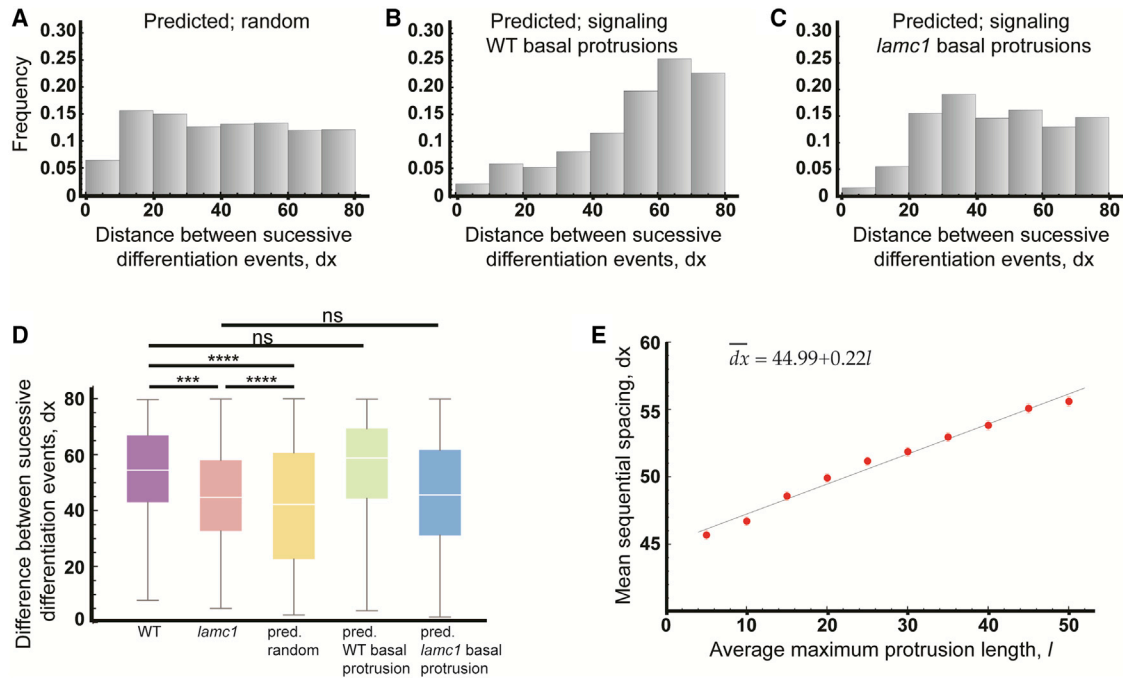 A
Predicted; random
Frequency
0.30
0.25
0.20
0.15
0.1
0.05
0
0 20 40 60 80
Distance between sucessive
differentiation events, dx
B
Predicted; signaling
WT basal protrusions
0.30
0.25
0.20
0.15
0.1
0.05
0
0 20 40 60 80
Distance between sucessive
differentiation events, dx
C
Predicted; signaling
lamc1 basal protrusions
0.30
0.25
0.20
0.15
0.1
0.05
0
0 20 40 60 80
Distance between sucessive
differentiation events, dx
D
ns
ns
****
*** ****
Difference between sucessive
differentiation events, dx
80
60
40
20
0
WT
lamc1
pred.
random
pred.
WT basal
protrusion
pred.
lamc1 basal
protrusion
E
dx = 44.99+0.22l
Mean sequential spacing, dx
60
55
50
45
0 10 20 30 40 50
Average maximum protrusion length, l